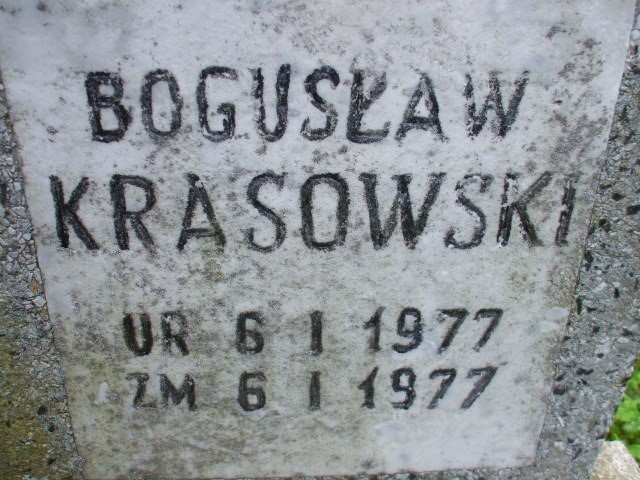 BOGUSŁAW
KRASOWSKI
UR 6 I 1977
ZM 6 I 1977